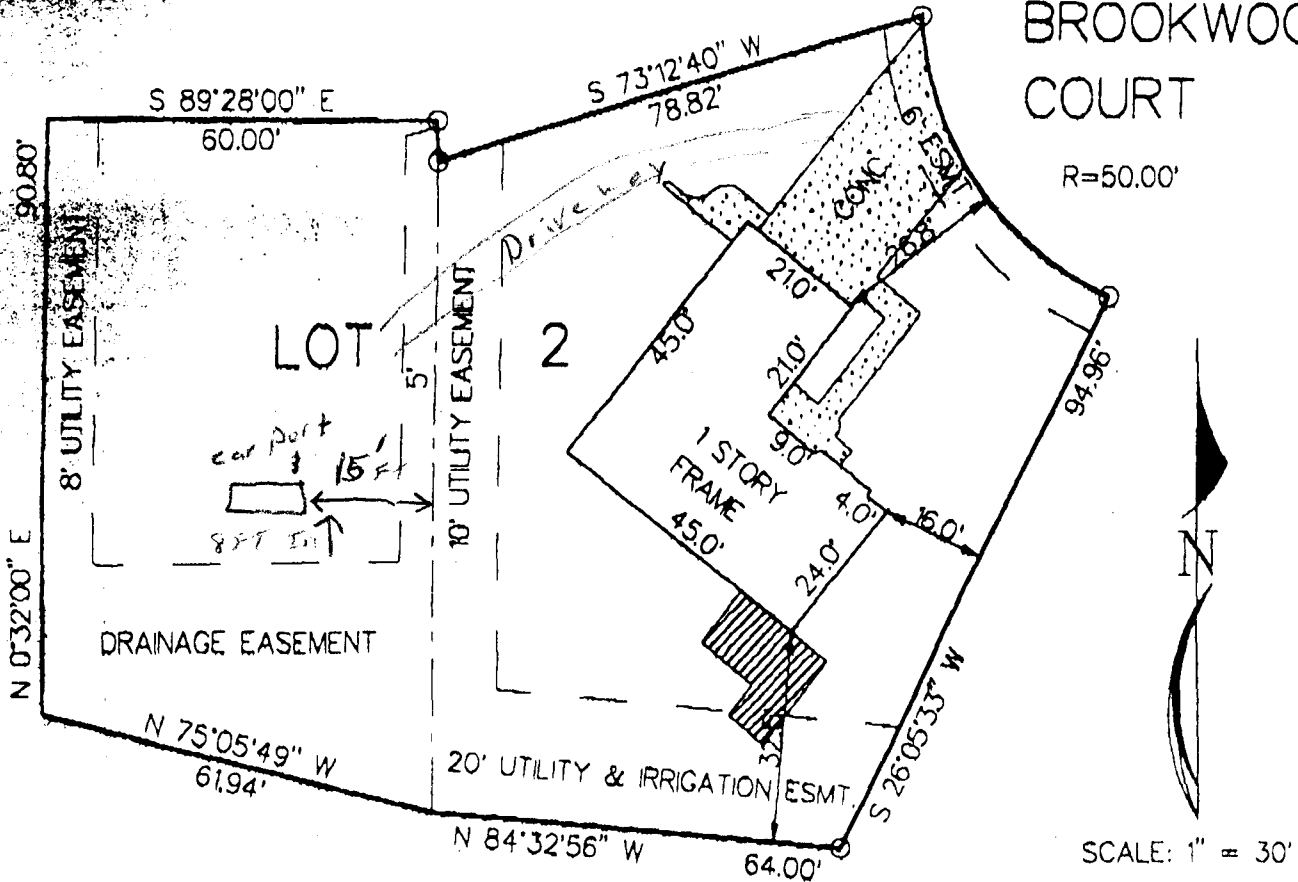 BROOKWOO
COURT
R=50.00'
S 89°28'00" E
60.00'
S 73°12'40" W
78.82'
90.80'
N 0°32'00" E
8' UTILITY EASEMENT
6' ESMT
CONC.
26.8'
Driveway
21.0'
45.0'
LOT 2
5'
10' UTILITY EASEMENT
21.0'
94.96'
car port
15' Ft
8 FT In
9.0'
1 STORY
FRAME
4.0'
16.0'
45.0'
24.0'
N
DRAINAGE EASEMENT
S 26°05'33" W
N 75°05'49" W
61.94'
20' UTILITY & IRRIGATION ESMT.
N 84°32'56" W
64.00'
SCALE: 1" = 30'